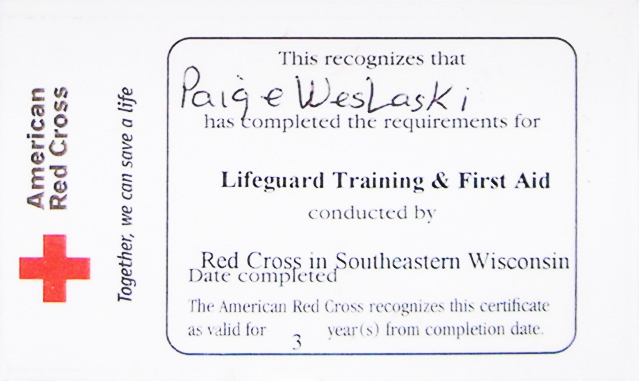 American
Red Cross
Together, we can save a life
This recognizes that
Paige Weslaski
has completed the requirements for
Lifeguard Training & First Aid
conducted by
Red Cross in Southeastern Wisconsin
Date completed
The American Red Cross recognizes this certificate
as valid for 3 year(s) from completion date.